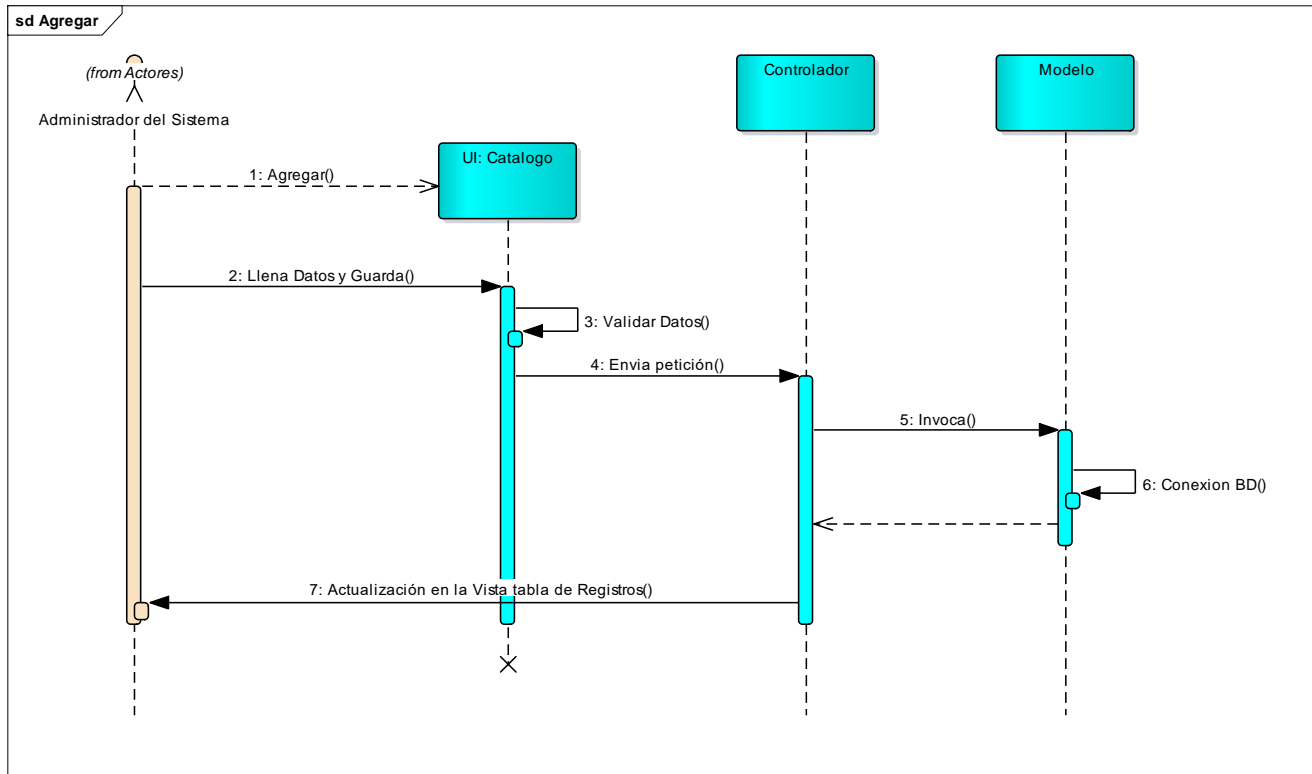 sd Agregar
(from Actores)
Administrador del Sistema
Controlador
Modelo
UI: Catalogo
1: Agregar()
2: Llena Datos y Guarda()
3: Validar Datos()
4: Envia petición()
5: Invoca()
6: Conexion BD()
7: Actualización en la Vista tabla de Registros()